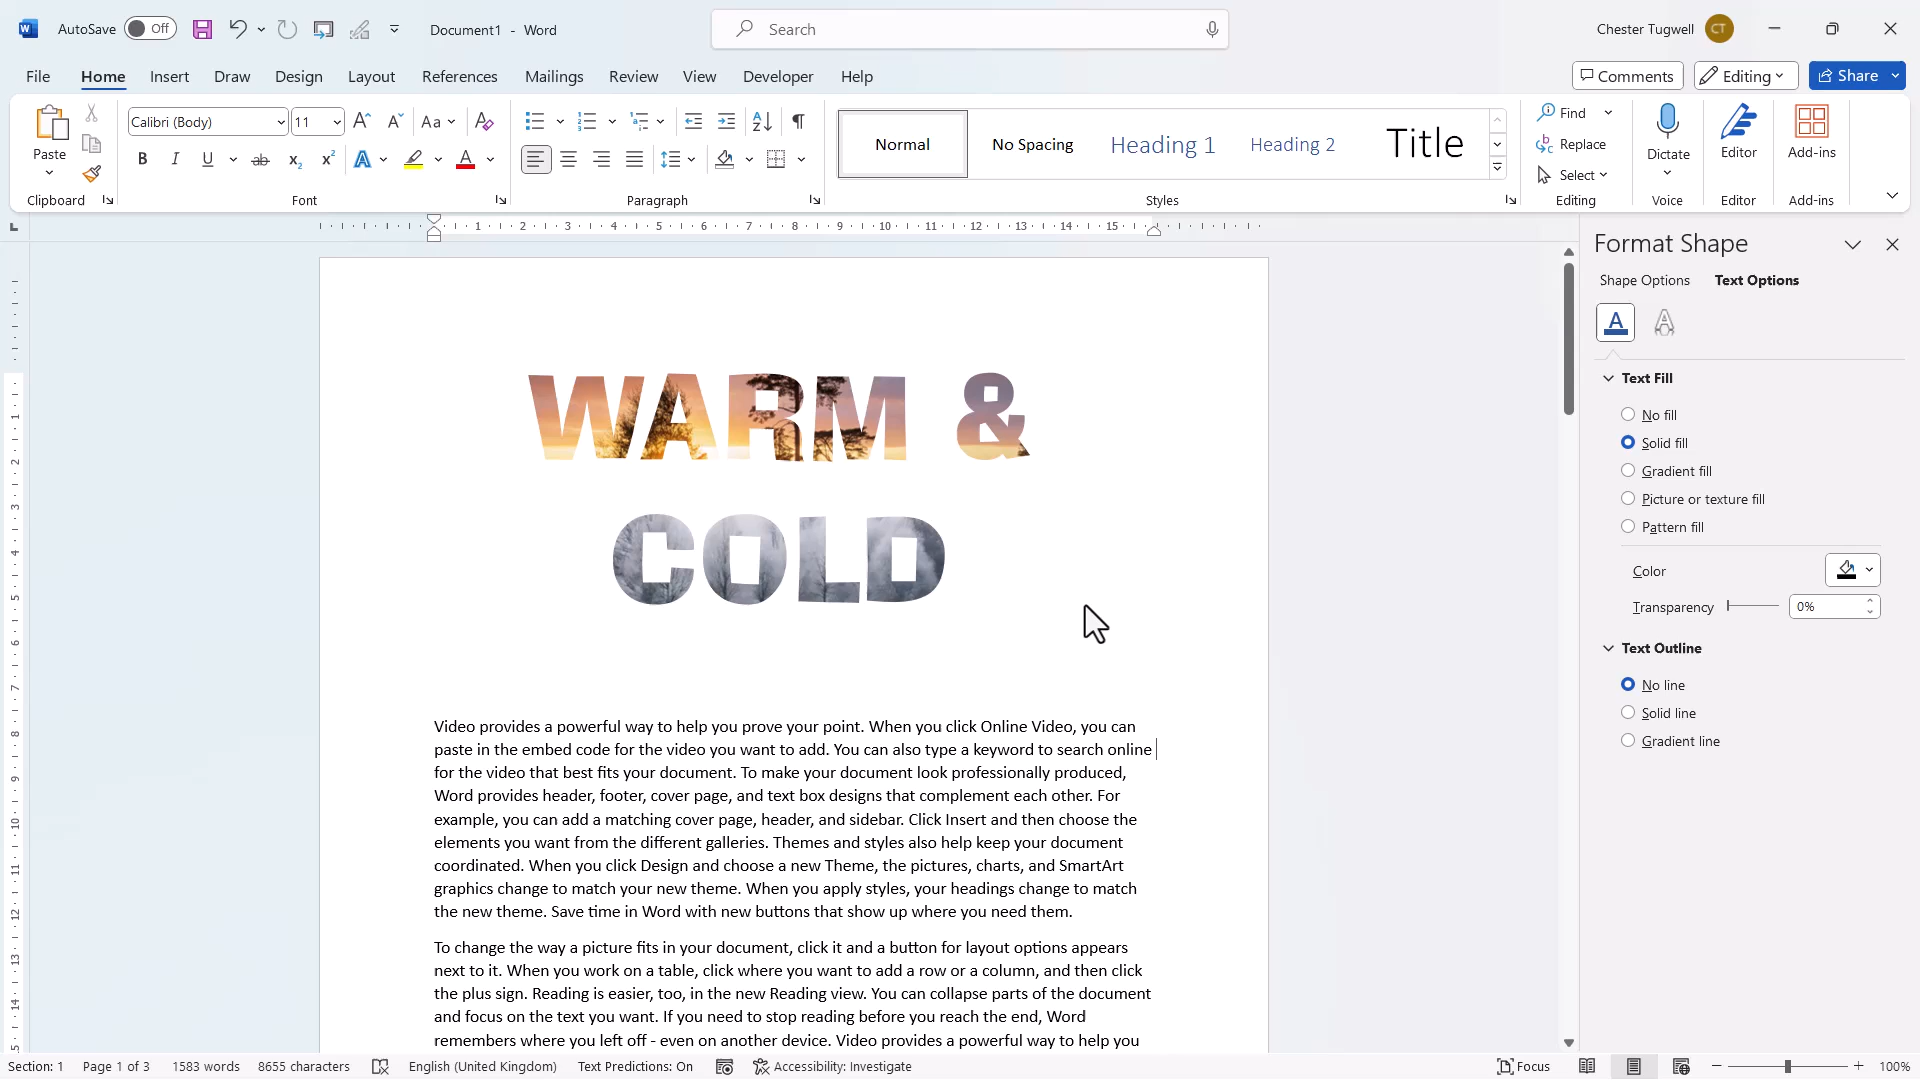 AutoSave Off Document1 - Word Search Chester Tugwell CT
File Home Insert Draw Design Layout References Mailings Review View Developer Help Comments Editing Share
Paste Calibri (Body) 11 Normal No Spacing Heading 1 Heading 2 Title Find Replace Select Dictate Editor Add-ins
Clipboard Font Paragraph Styles Editing Voice Editor Add-ins
1 2 3 4 5 6 7 8 9 10 11 12 13 14 15
WARM &
COLD
Video provides a powerful way to help you prove your point. When you click Online Video, you can
paste in the embed code for the video you want to add. You can also type a keyword to search online
for the video that best fits your document. To make your document look professionally produced,
Word provides header, footer, cover page, and text box designs that complement each other. For
example, you can add a matching cover page, header, and sidebar. Click Insert and then choose the
elements you want from the different galleries. Themes and styles also help keep your document
coordinated. When you click Design and choose a new Theme, the pictures, charts, and SmartArt
graphics change to match your new theme. When you apply styles, your headings change to match
the new theme. Save time in Word with new buttons that show up where you need them.
To change the way a picture fits in your document, click it and a button for layout options appears
next to it. When you work on a table, click where you want to add a row or a column, and then click
the plus sign. Reading is easier, too, in the new Reading view. You can collapse parts of the document
and focus on the text you want. If you need to stop reading before you reach the end, Word
remembers where you left off - even on another device. Video provides a powerful way to help you
Format Shape
Shape Options Text Options
Text Fill
No fill
Solid fill
Gradient fill
Picture or texture fill
Pattern fill
Color
Transparency 0%
Text Outline
No line
Solid line
Gradient line
Section: 1 Page 1 of 3 1583 words 8655 characters English (United Kingdom) Text Predictions: On Accessibility: Investigate Focus 100%